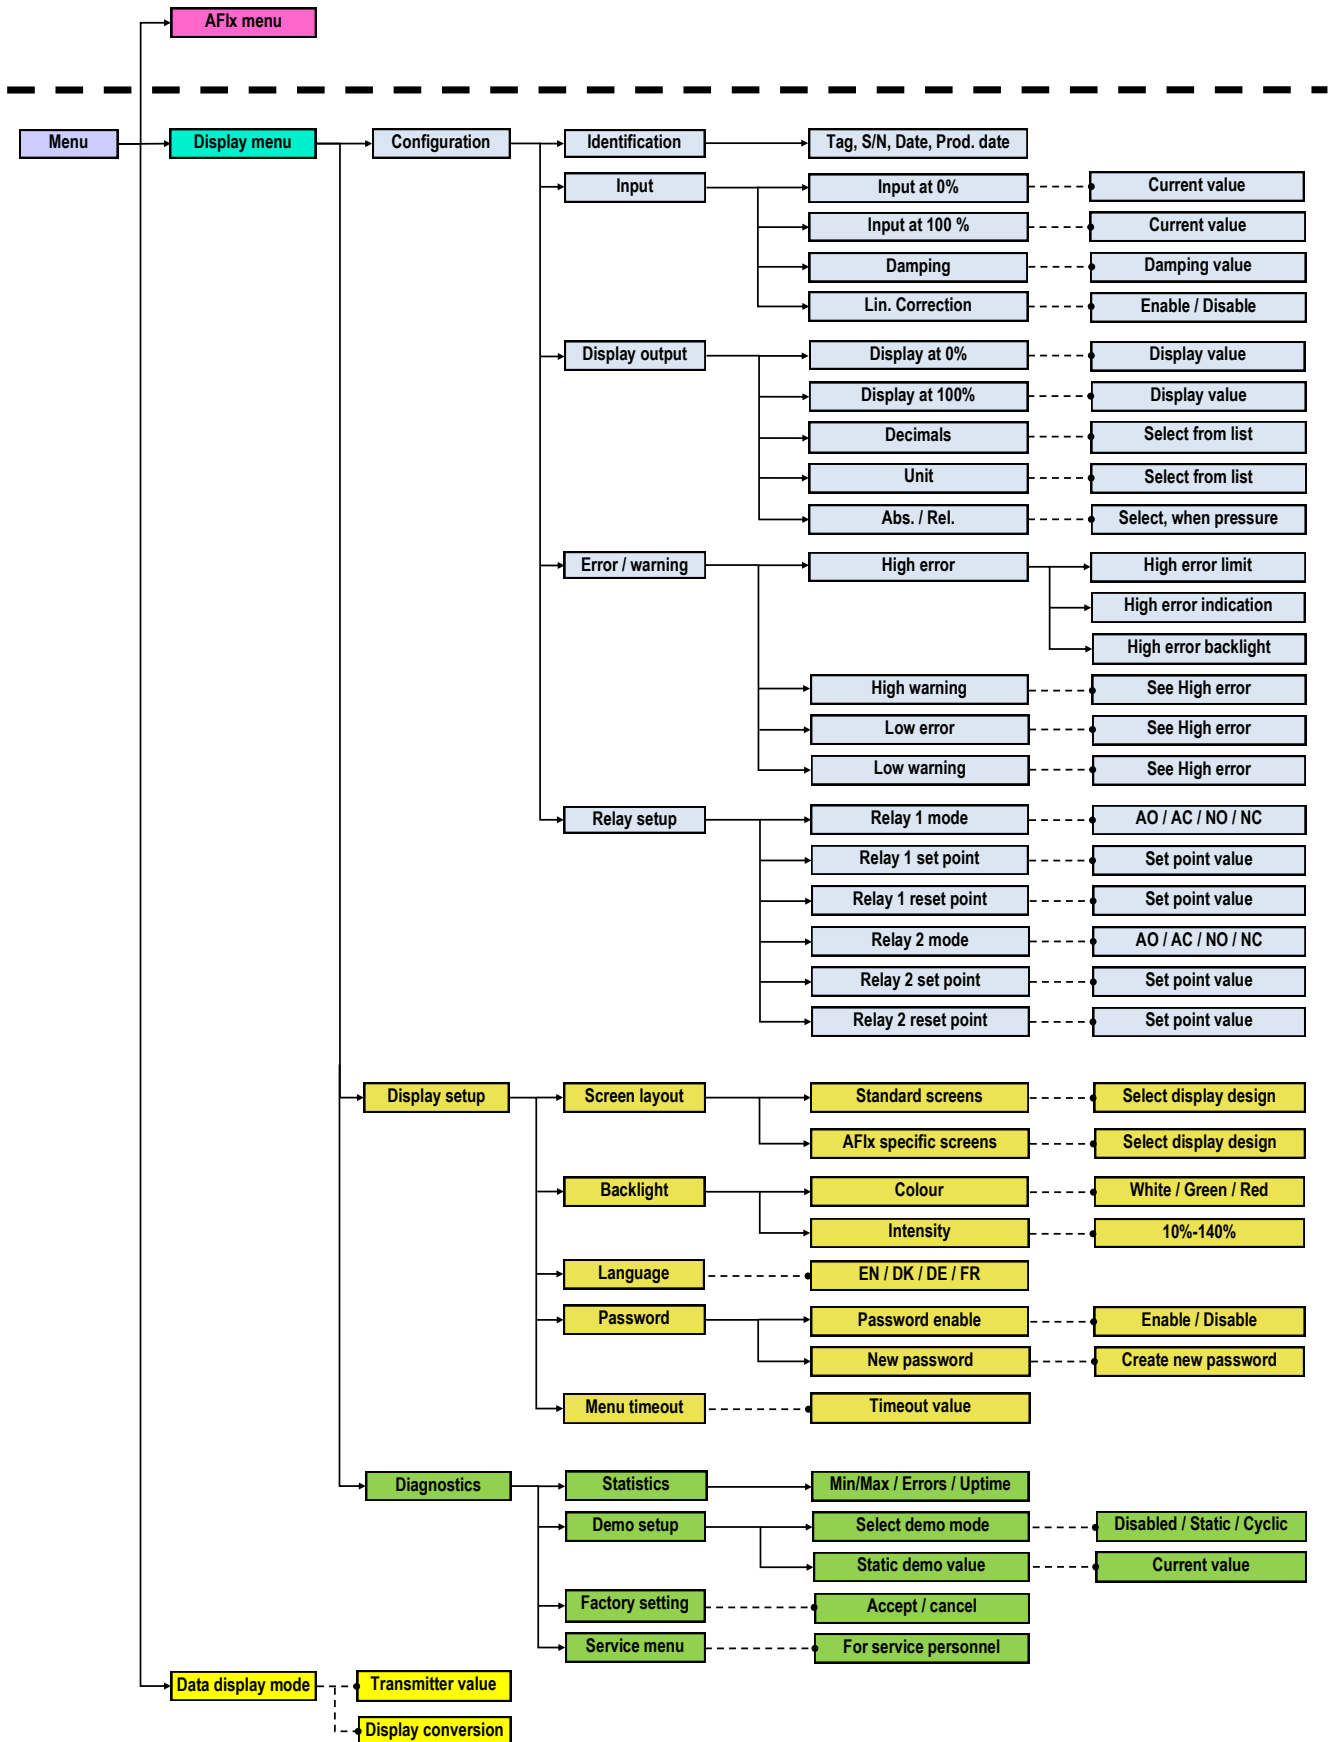 AFIx menu
Menu
Display menu
Configuration
Identification
Tag, S/N, Date, Prod. date
Input
Input at 0%
Current value
Input at 100 %
Current value
Damping
Damping value
Lin. Correction
Enable / Disable
Display output
Display at 0%
Display value
Display at 100%
Display value
Decimals
Select from list
Unit
Select from list
Abs. / Rel.
Select, when pressure
Error / warning
High error
High error limit
High error indication
High error backlight
High warning
See High error
Low error
See High error
Low warning
See High error
Relay setup
Relay 1 mode
AO / AC / NO / NC
Relay 1 set point
Set point value
Relay 1 reset point
Set point value
Relay 2 mode
AO / AC / NO / NC
Relay 2 set point
Set point value
Relay 2 reset point
Set point value
Display setup
Screen layout
Standard screens
Select display design
AFIx specific screens
Select display design
Backlight
Colour
White / Green / Red
Intensity
10%-140%
Language
EN / DK / DE / FR
Password
Password enable
Enable / Disable
New password
Create new password
Menu timeout
Timeout value
Diagnostics
Statistics
Min/Max / Errors / Uptime
Demo setup
Select demo mode
Disabled / Static / Cyclic
Static demo value
Current value
Factory setting
Accept / cancel
Service menu
For service personnel
Data display mode
Transmitter value
Display conversion